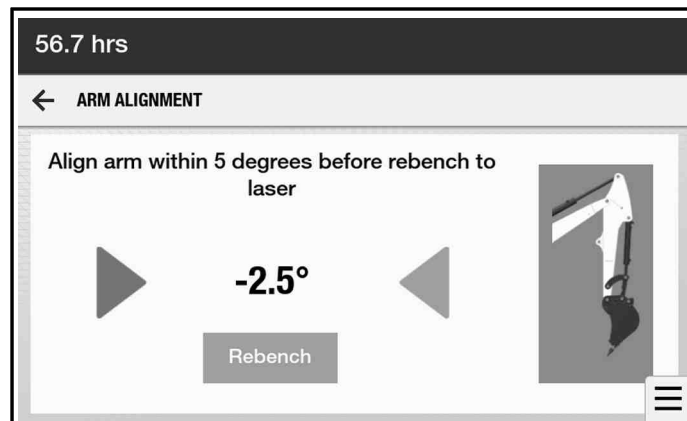 56.7 hrs
ARM ALIGNMENT
Align arm within 5 degrees before rebench to
laser
-2.5°
Rebench